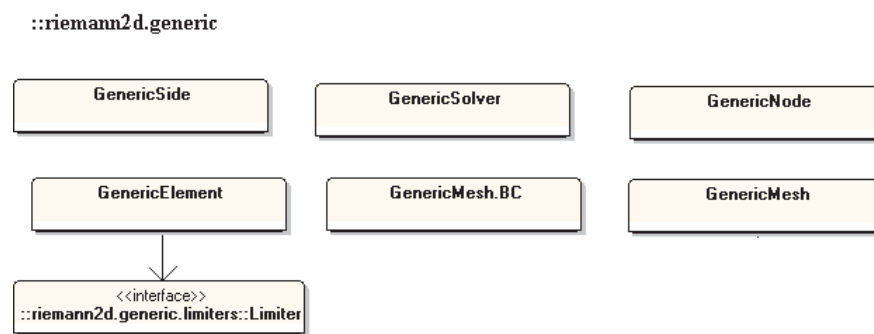 ::riemann2d.generic
GenericSide
GenericSolver
GenericNode
GenericElement
GenericMesh.BC
GenericMesh
<<interface>>
::riemann2d.generic.limiters::Limiter